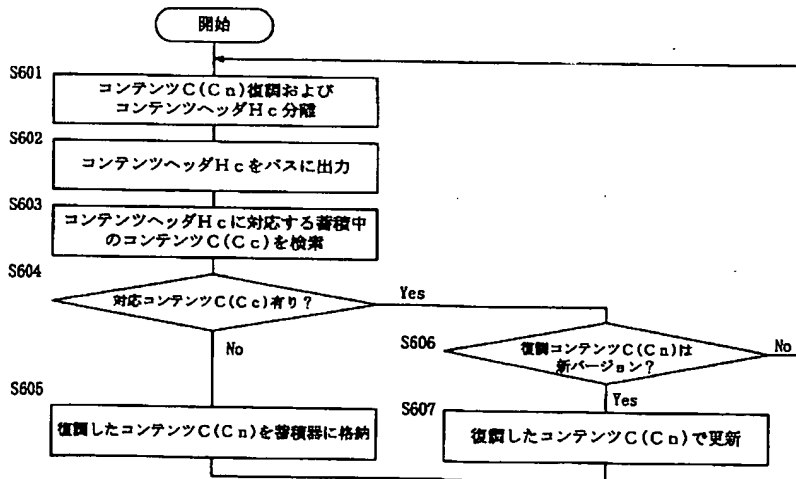 開始
S601
コンテンツC(Cn)復調および
コンテンツヘッダHc分離
S602
コンテンツヘッダHcをバスに出力
S603
コンテンツヘッダHcに対応する蓄積中
のコンテンツC(Cc)を検索
S604
対応コンテンツC(Cc)有り?
Yes
No
S606
復調コンテンツC(Cn)は
新バージョン?
No
Yes
S605
復調したコンテンツC(Cn)を蓄積器に格納
S607
復調したコンテンツC(Cn)で更新